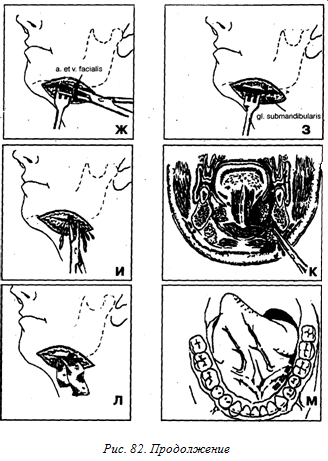 a. et v. facialis
Ж
З
gl. submandibularis
И
К
Л
М
Рис. 82. Продолжение